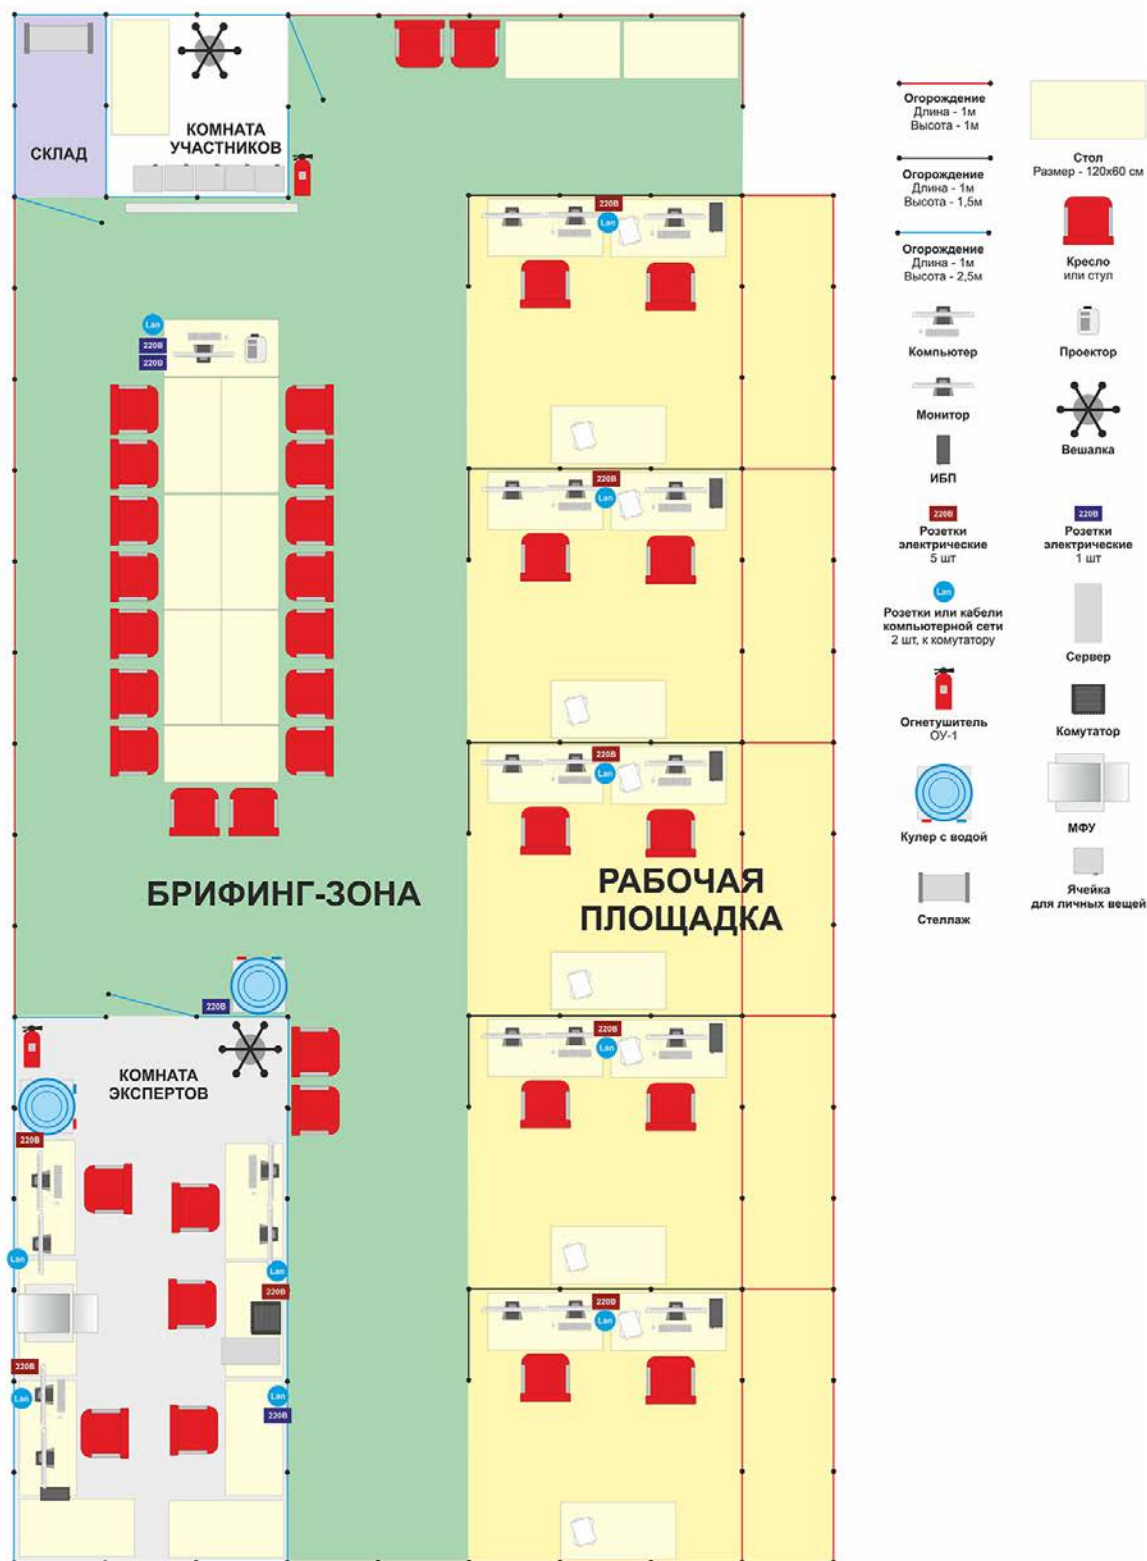 СКЛАД
КОМНАТА
УЧАСТНИКОВ
220В
Lan
Lan
220В
220В
220В
Lan
220В
Lan
БРИФИНГ-ЗОНА
РАБОЧАЯ
ПЛОЩАДКА
220В
КОМНАТА
ЭКСПЕРТОВ
220В
Lan
220В
Lan
Lan
220В
220В
Lan
220В
Lan
Lan
220В
Огорождение
Длина - 1м
Высота - 1м
Огорождение
Длина - 1м
Высота - 1,5м
Огорождение
Длина - 1м
Высота - 2,5м
Компьютер
Монитор
ИБП
220В
Розетки
электрические
5 шт
Lan
Розетки или кабели
компьютерной сети
2 шт, к комутатору
Огнетушитель
ОУ-1
Кулер с водой
Стеллаж
Стол
Размер - 120х60 см
Кресло
или стул
Проектор
Вешалка
220В
Розетки
электрические
1 шт
Сервер
Комутатор
МФУ
Ячейка
для личных вещей